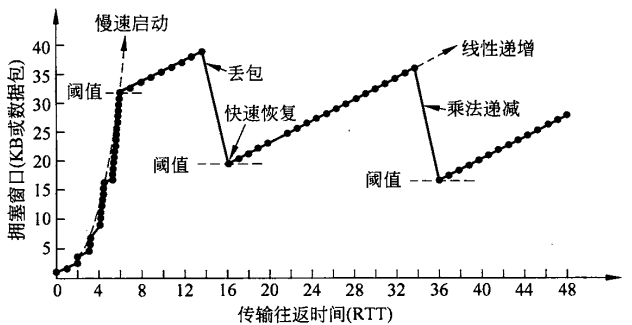 慢速启动
40
35
阈值
30
25
20
15
10
5
拥塞窗口(KB或数据包)
丢包
快速恢复
阈值
线性递增
乘法递减
阈值
0 4 8 12 16 20 24 28 32 36 40 44 48
传输往返时间(RTT)